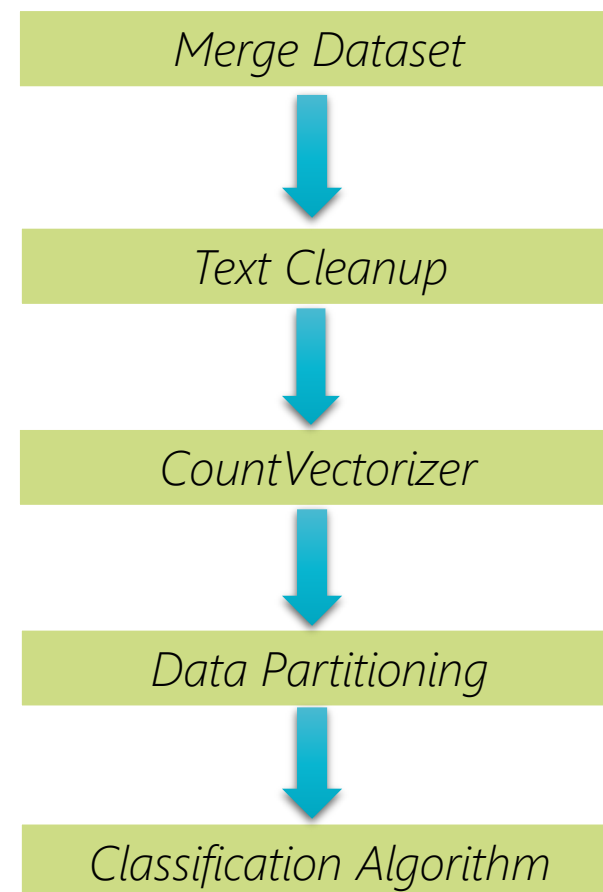 Merge Dataset
Text Cleanup
CountVectorizer
Data Partitioning
Classification Algorithm